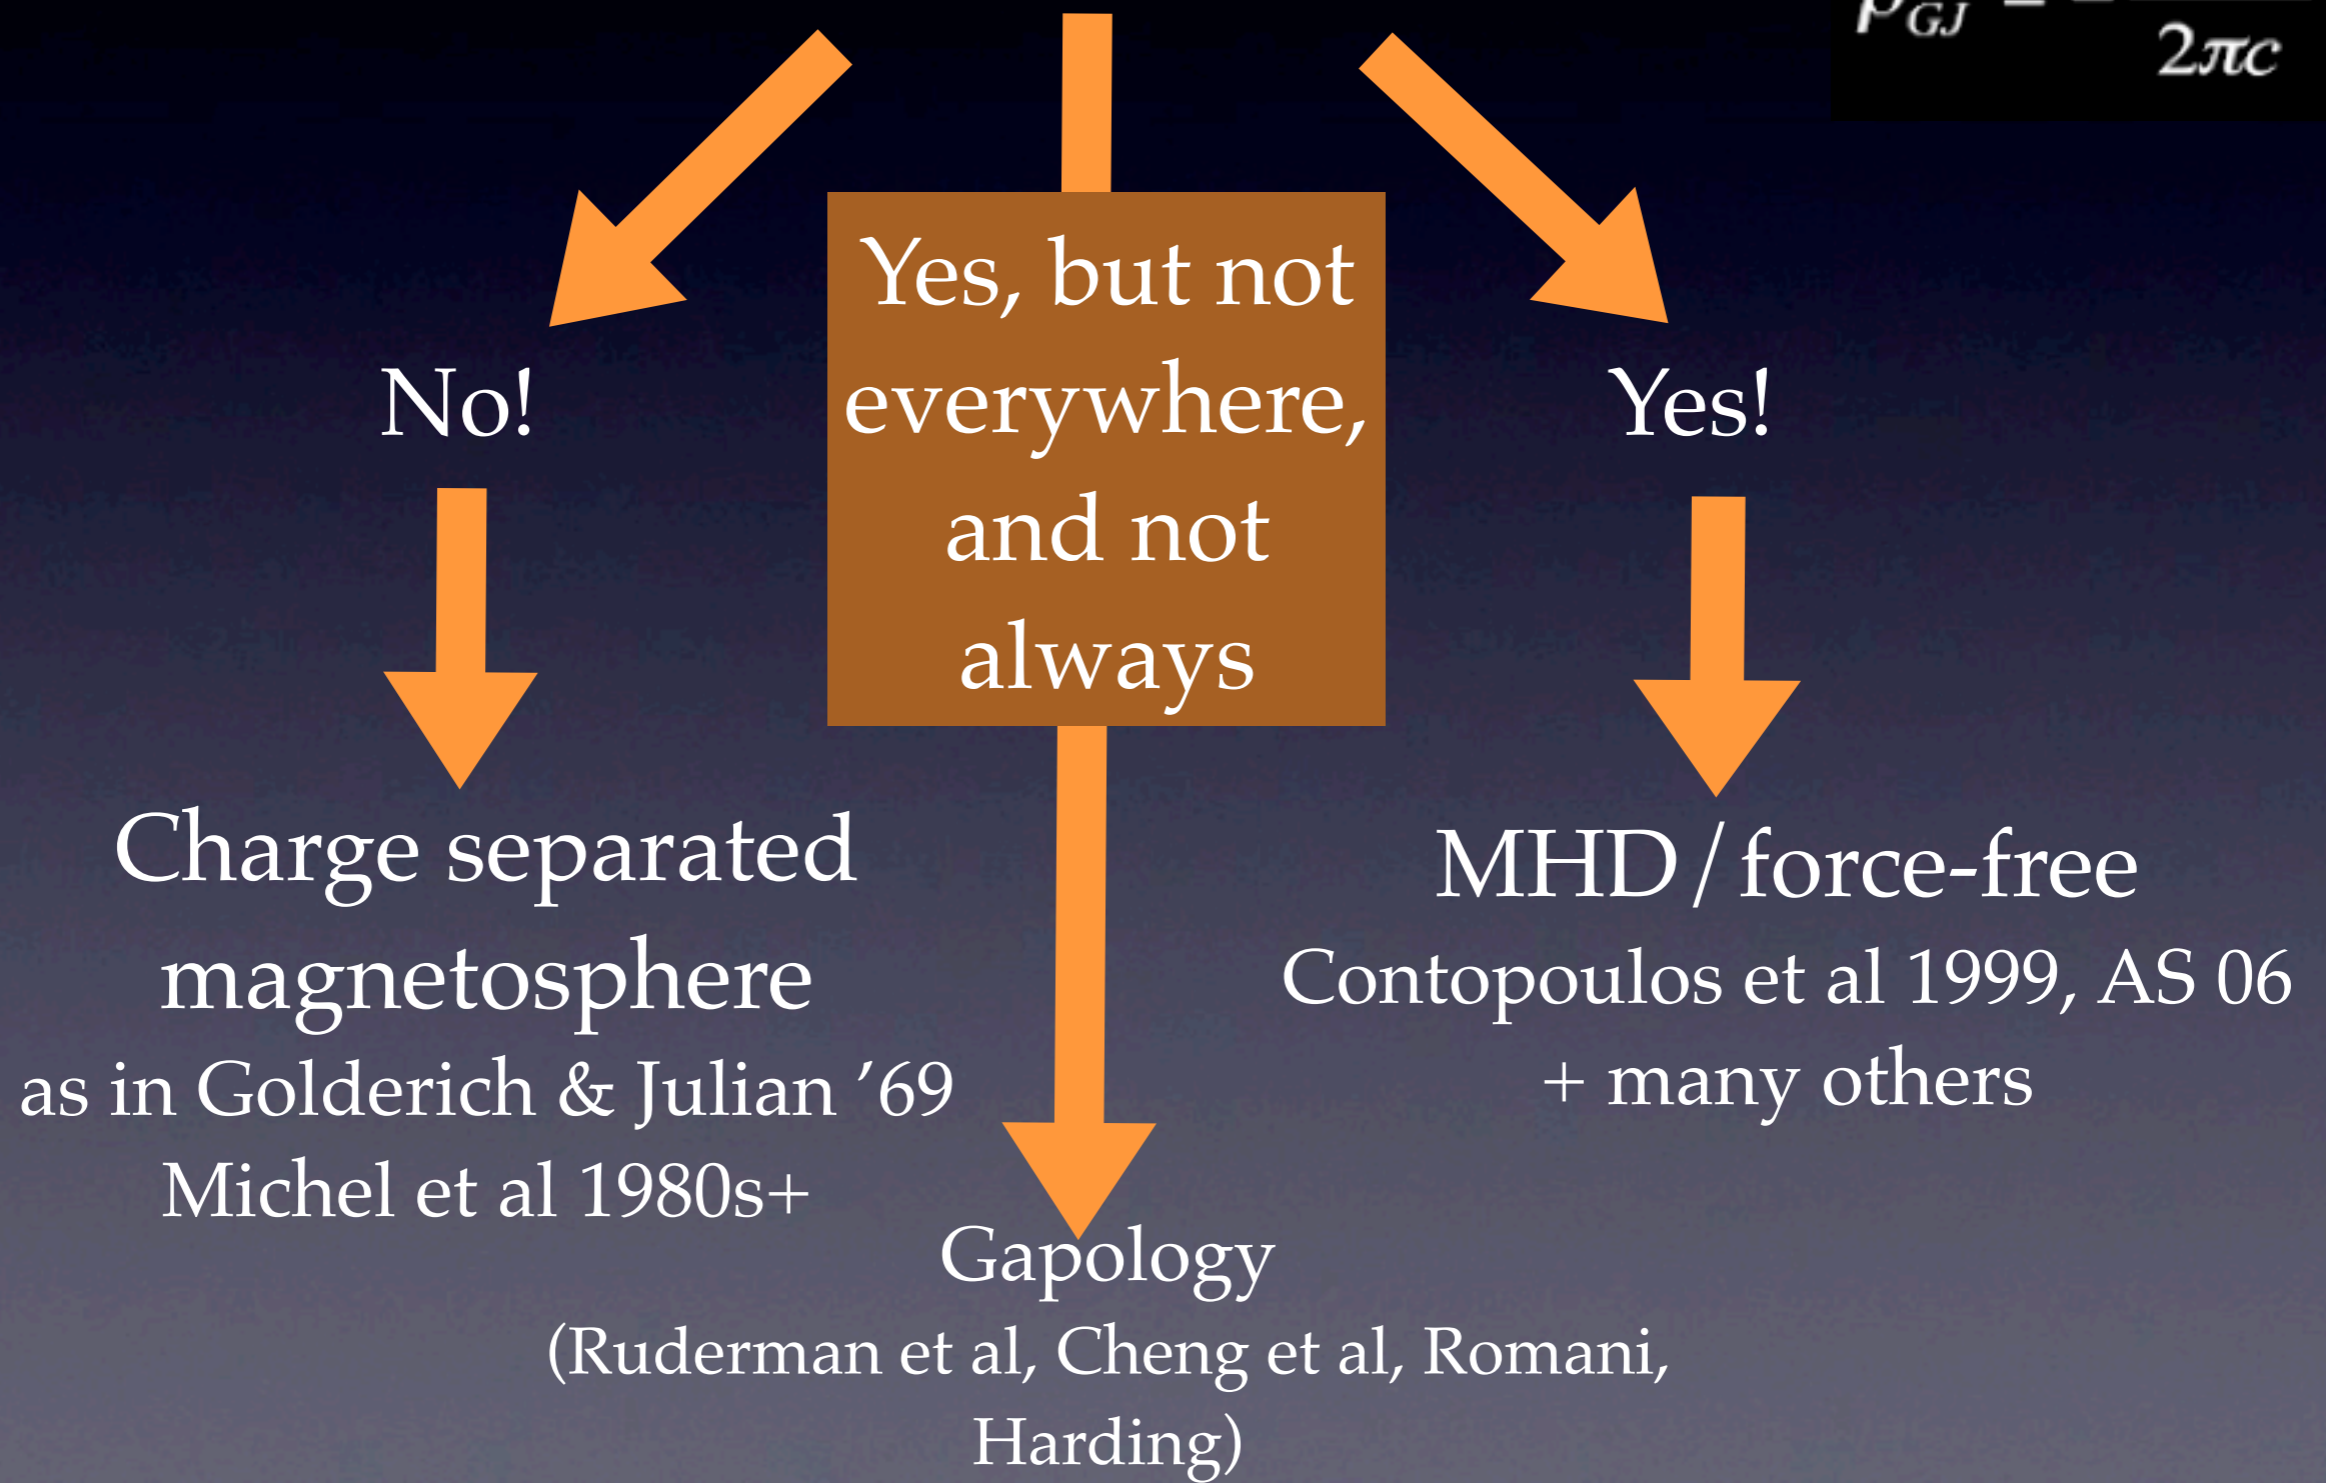 ρGJ = -
2πc
Yes, but not
everywhere,
and not
always
No!
Yes!
Charge separated
magnetosphere
as in Golderich & Julian ’69
Michel et al 1980s+
MHD/force-free
Contopoulos et al 1999, AS 06
+ many others
Gapology
(Ruderman et al, Cheng et al, Romani,
Harding)